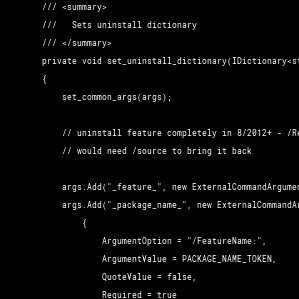 /// <summary>
///   Sets uninstall dictionary
/// </summary>
private void set_uninstall_dictionary(IDictionary<st
{
set_common_args(args);
// uninstall feature completely in 8/2012+ - /Re
// would need /source to bring it back
args.Add("_feature_", new ExternalCommandArgumen
args.Add("_package_name_", new ExternalCommandAr
{
ArgumentOption = "/FeatureName:",
ArgumentValue = PACKAGE_NAME_TOKEN,
QuoteValue = false,
Required = true